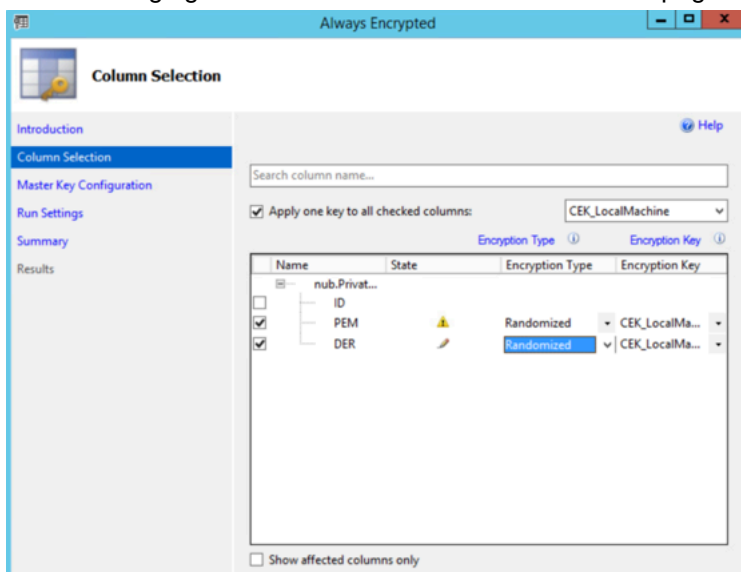 Always Encrypted
Column Selection
Introduction
Help
Column Selection
Search column name...
Master Key Configuration
Apply one key to all checked columns: CEK_LocalMachine
Run Settings
Encryption Type Encryption Key
Summary
Name State Encryption Type Encryption Key
Results
nub.Privat...
ID
PEM Randomized CEK_LocalMa...
DER Randomized CEK_LocalMa...
Show affected columns only